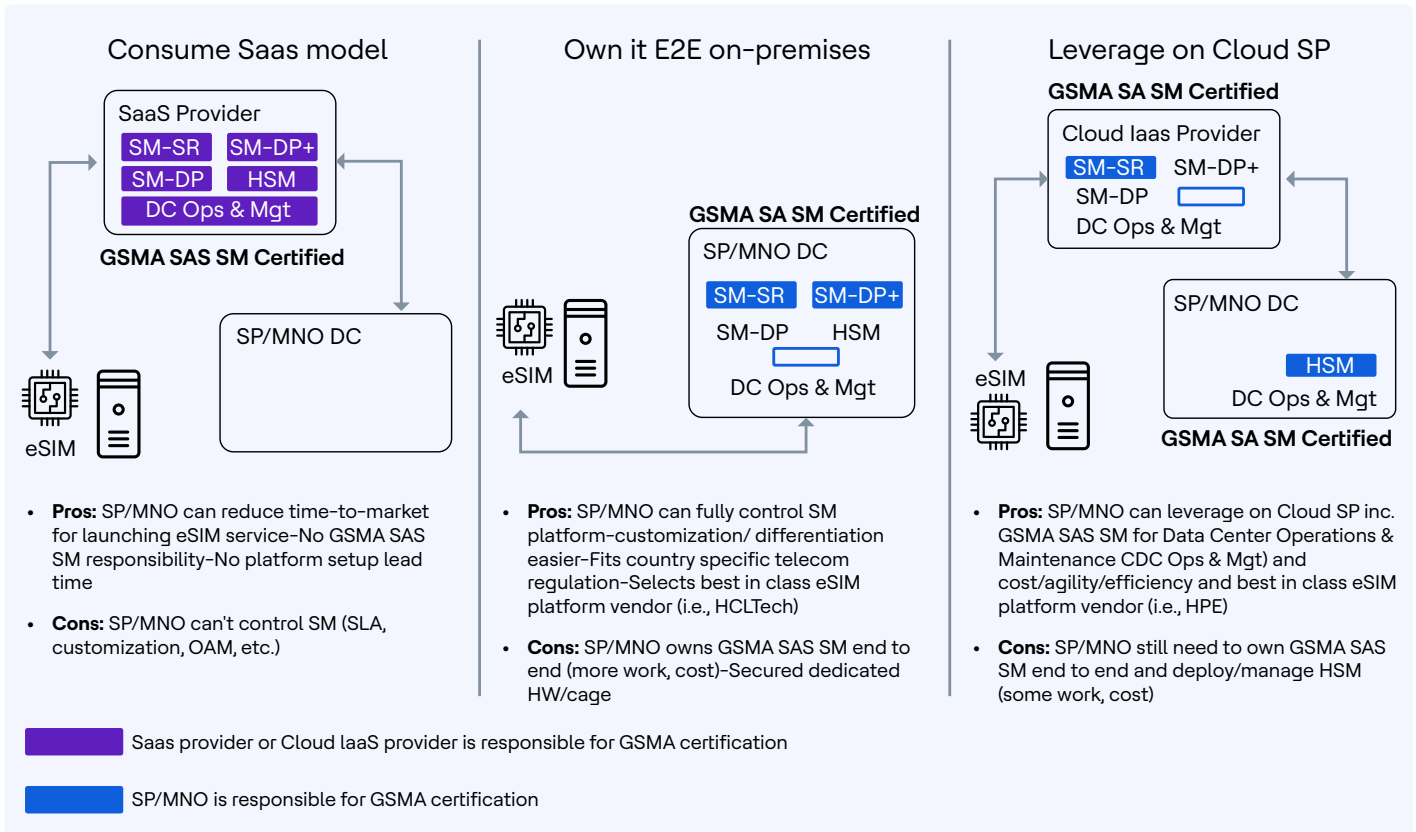 Consume Saas model
SaaS Provider
SM-SR
SM-DP+
SM-DP
HSM
DC Ops & Mgt
GSMA SAS SM Certified
SP/MNO DC
eSIM
• Pros: SP/MNO can reduce time-to-market
for launching eSIM service-No GSMA SAS
SM responsibility-No platform setup lead
time
• Cons: SP/MNO can't control SM (SLA,
customization, OAM, etc.)
Own it E2E on-premises
GSMA SA SM Certified
SP/MNO DC
SM-SR
SM-DP+
SM-DP
HSM
DC Ops & Mgt
eSIM
• Pros: SP/MNO can fully control SM
platform-customization/ differentiation
easier-Fits country specific telecom
regulation-Selects best in class eSIM
platform vendor (i.e., HCLTech)
• Cons: SP/MNO owns GSMA SAS SM end to
end (more work, cost)-Secured dedicated
HW/cage
Leverage on Cloud SP
GSMA SA SM Certified
Cloud Iaas Provider
SM-SR
SM-DP+
SM-DP
DC Ops & Mgt
SP/MNO DC
HSM
DC Ops & Mgt
GSMA SA SM Certified
eSIM
• Pros: SP/MNO can leverage on Cloud SP inc.
GSMA SAS SM for Data Center Operations &
Maintenance CDC Ops & Mgt) and
cost/agility/efficiency and best in class eSIM
platform vendor (i.e., HPE)
• Cons: SP/MNO still need to own GSMA SAS
SM end to end and deploy/manage HSM
(some work, cost)
Saas provider or Cloud IaaS provider is responsible for GSMA certification
SP/MNO is responsible for GSMA certification